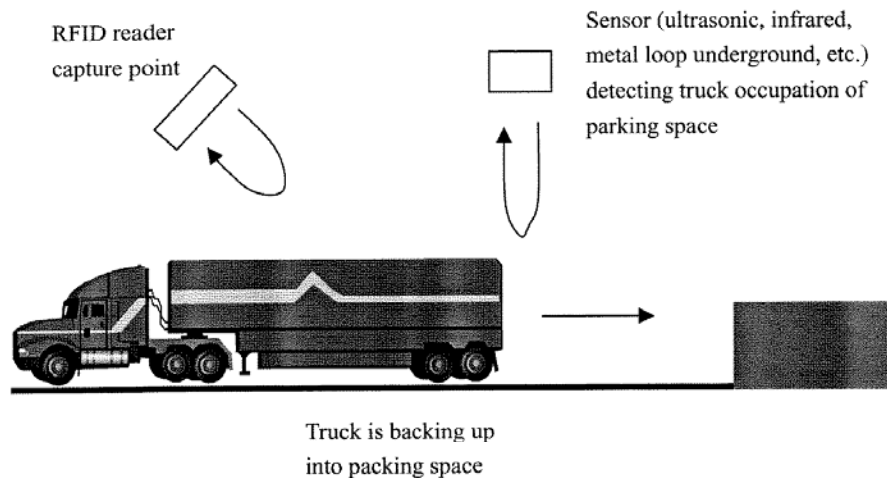 RFID reader
capture point
Sensor (ultrasonic, infrared,
metal loop underground, etc.)
detecting truck occupation of
parking space
Truck is backing up
into packing space